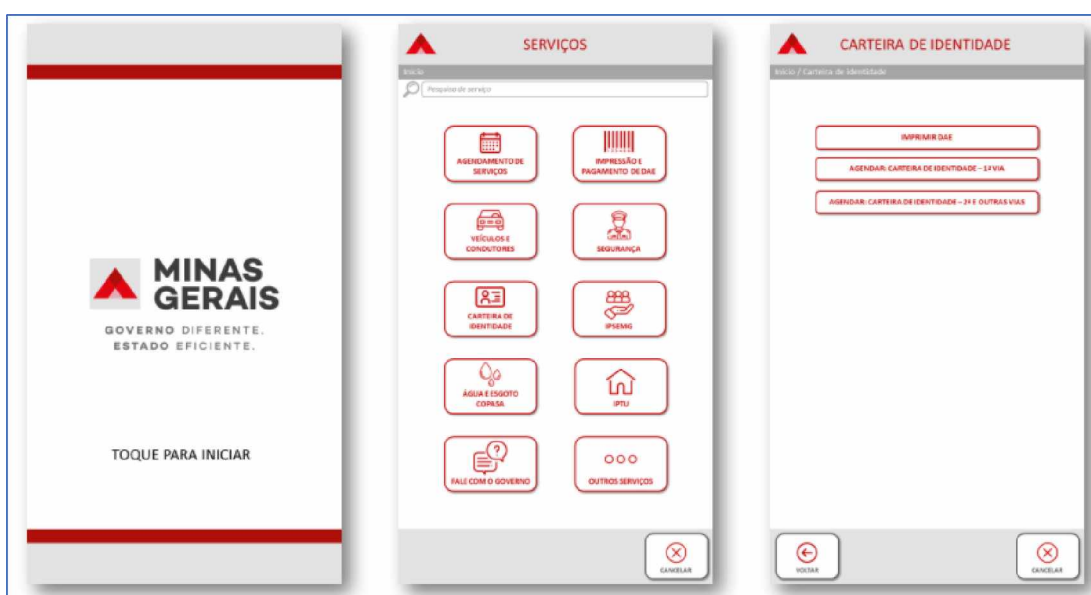 MINAS
GERAIS
GOVERNO DIFERENTE.
ESTADO EFICIENTE.
TOQUE PARA INICIAR
SERVIÇOS
Início
Pesquisa de serviço
AGENDAMENTO DE
SERVIÇOS
IMPRESSÃO E
PAGAMENTO DE DAE
VEÍCULOS E
CONDUTORES
SEGURANÇA
CARTEIRA DE
IDENTIDADE
IPSEMG
ÁGUA E ESGOTO
COPASA
IPTU
FALE COM O GOVERNO
OUTROS SERVIÇOS
CANCELAR
CARTEIRA DE IDENTIDADE
Início / Carteira de identidade
IMPRIMIR DAE
AGENDAR: CARTEIRA DE IDENTIDADE – 1ª VIA
AGENDAR: CARTEIRA DE IDENTIDADE – 2ª E OUTRAS VIAS
VOLTAR
CANCELAR